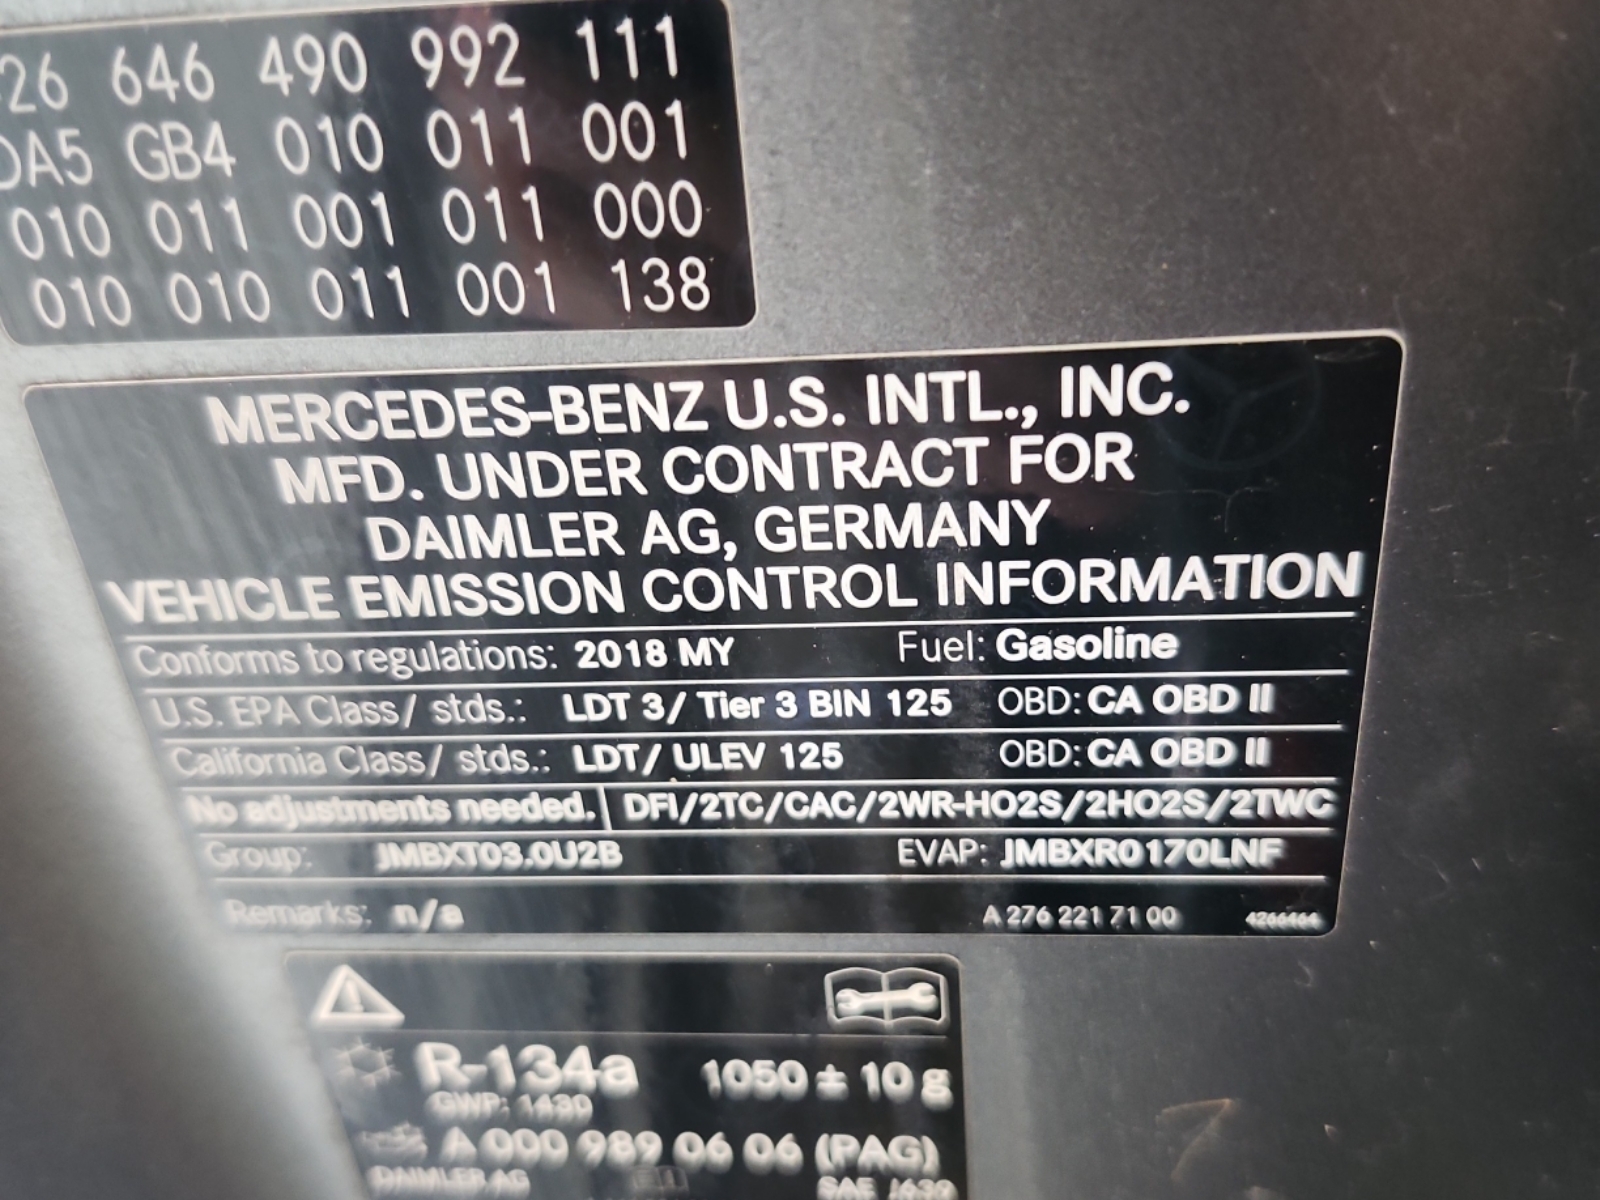 26 646 490 992 111
DA5 GB4 010 011 001
010 011 001 011 000
010 010 011 001 138
MERCEDES-BENZ U.S. INTL., INC.
MFD. UNDER CONTRACT FOR
DAIMLER AG, GERMANY
VEHICLE EMISSION CONTROL INFORMATION
Conforms to regulations: 2018 MY Fuel: Gasoline
U.S. EPA Class/ stds.: LDT 3/ Tier 3 BIN 125 OBD: CA OBD II
California Class/ stds.: LDT/ ULEV 125 OBD: CA OBD II
No adjustments needed. DFI/2TC/CAC/2WR-HO2S/2HO2S/2TWC
Group: JMBXT03.0U2B EVAP: JMBXR0170LNF
Remarks: n/a A 276 221 71 00 4266464
R-134a 1050 ± 10 g
GWP: 1430
A 000 989 06 06 (PAG)
DAIMLER AG SAE J639